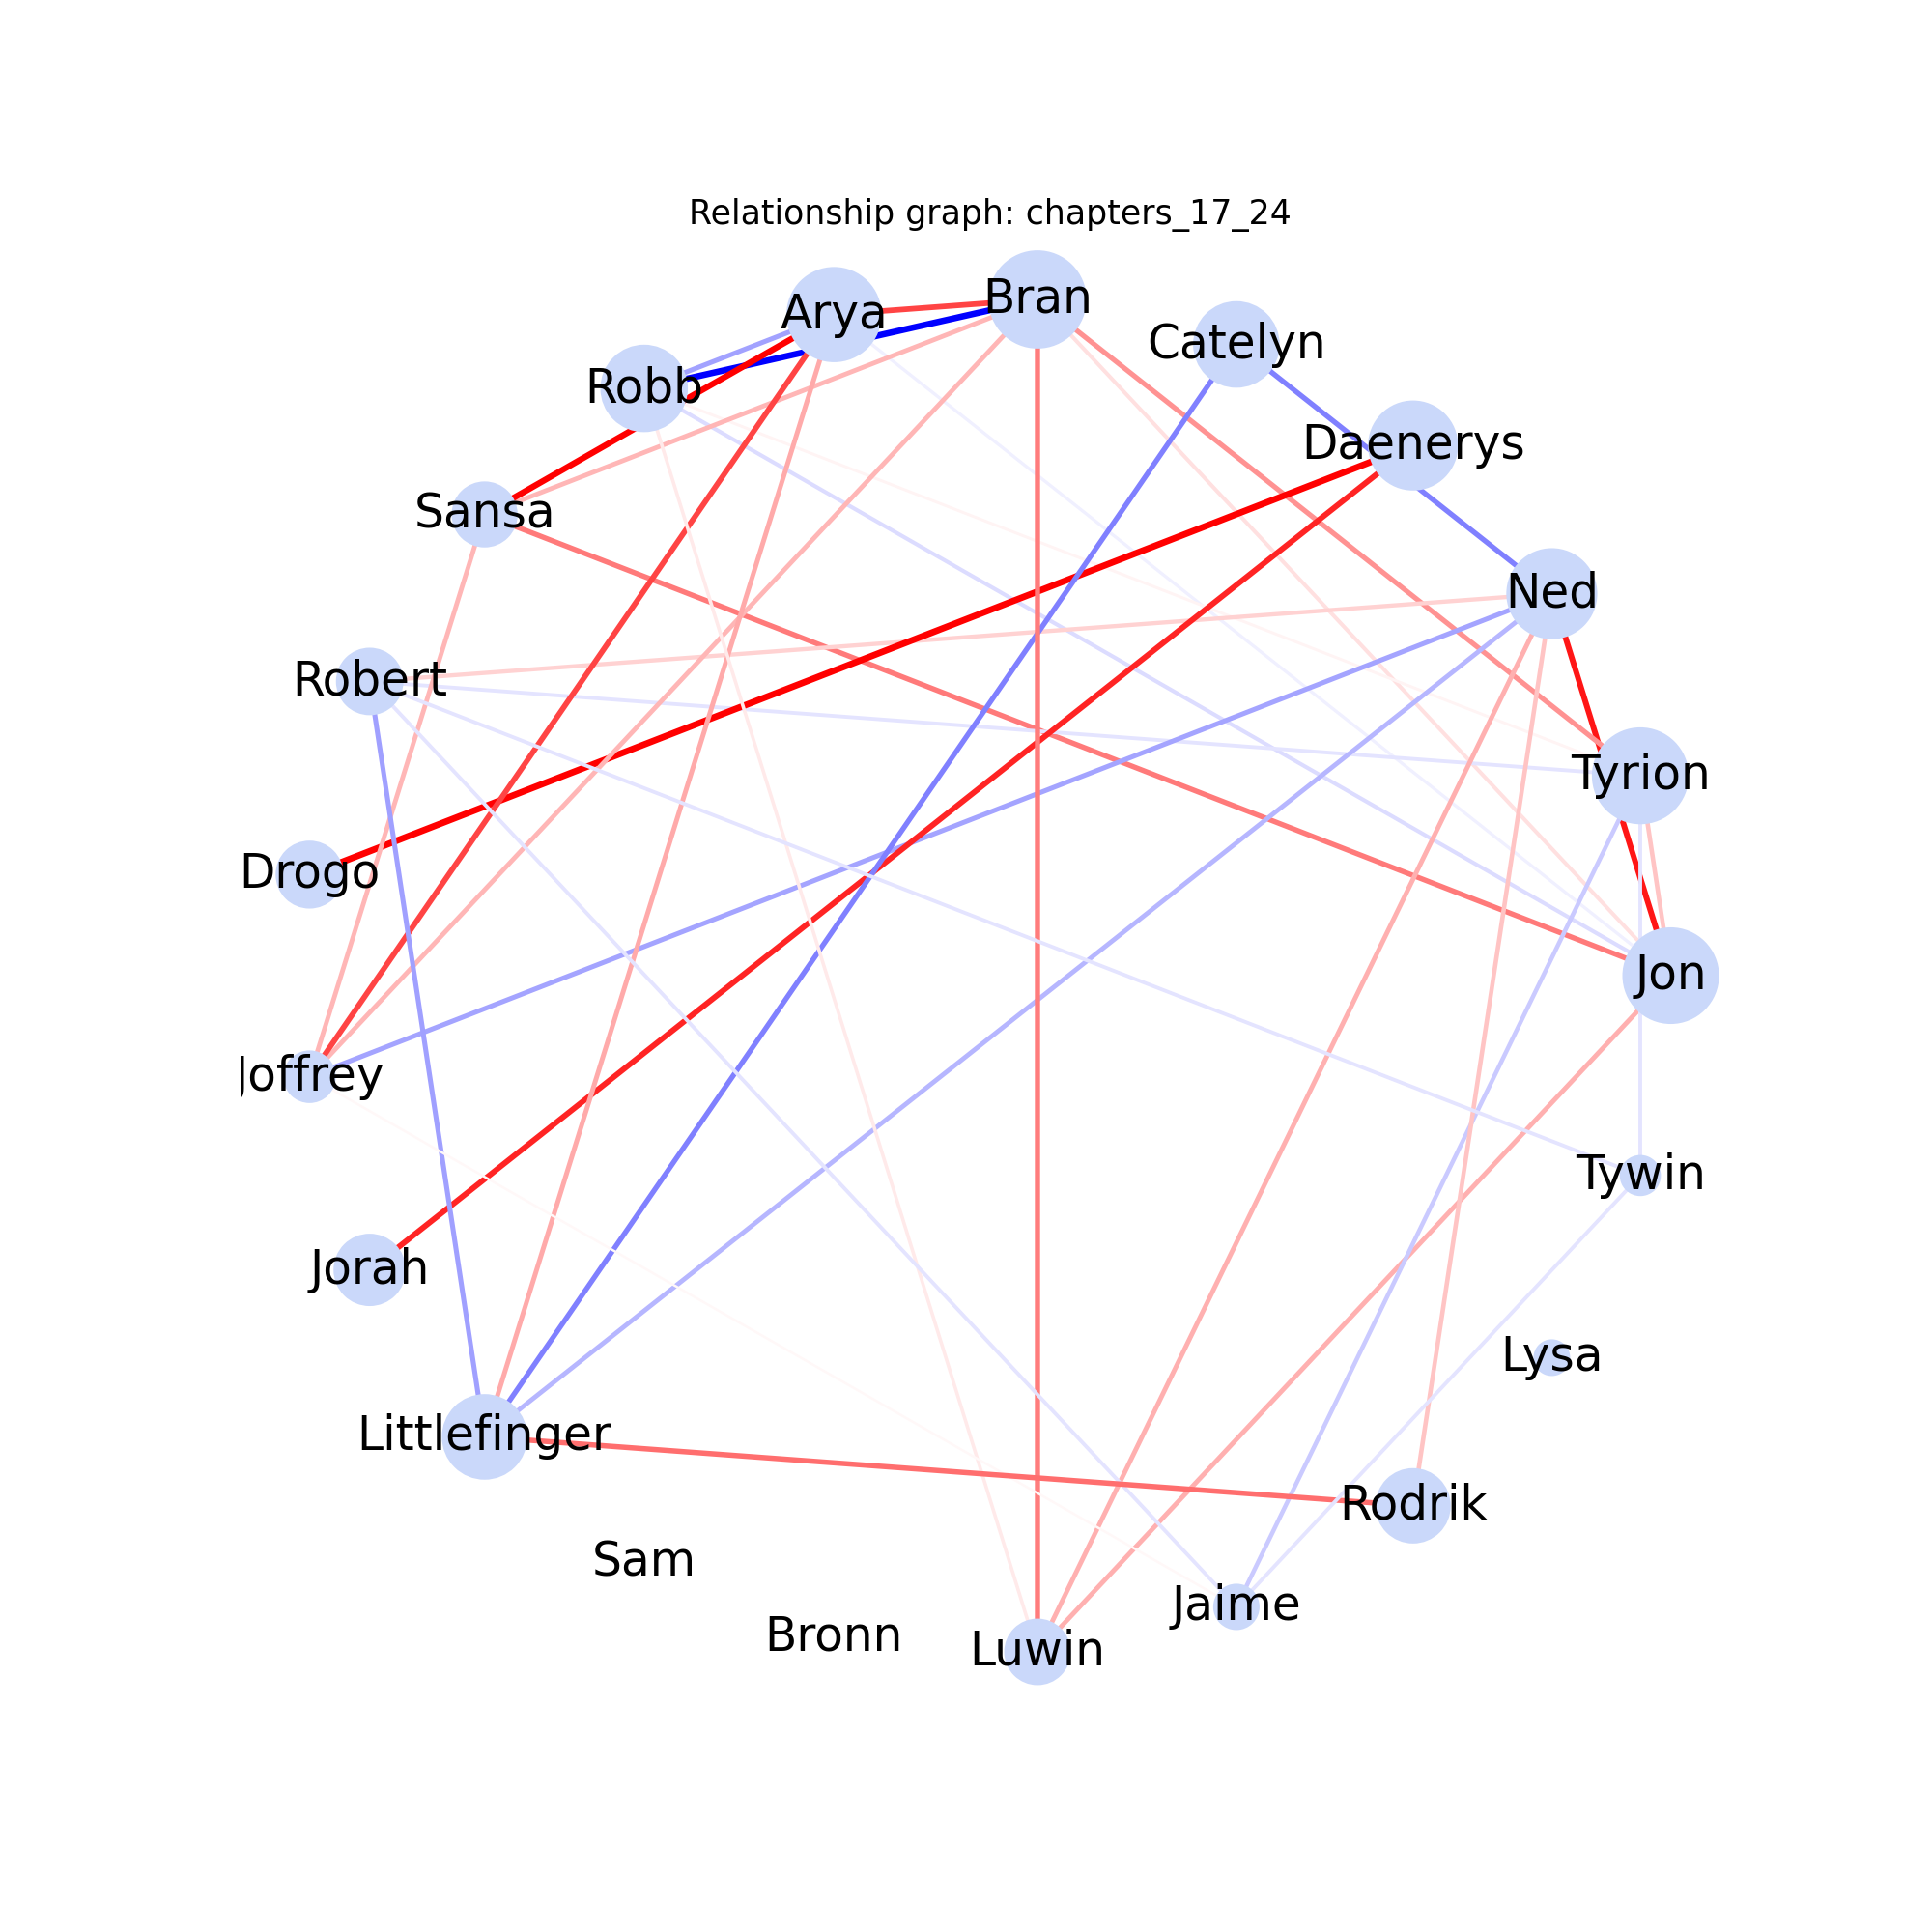 Relationship graph: chapters_17_24
Bran
Arya
Catelyn
Robb
Daenerys
Sansa
Ned
Robert
Tyrion
Drogo
Jon
Joffrey
Tywin
Jorah
Lysa
Littlefinger
Rodrik
Sam
Jaime
Bronn
Luwin